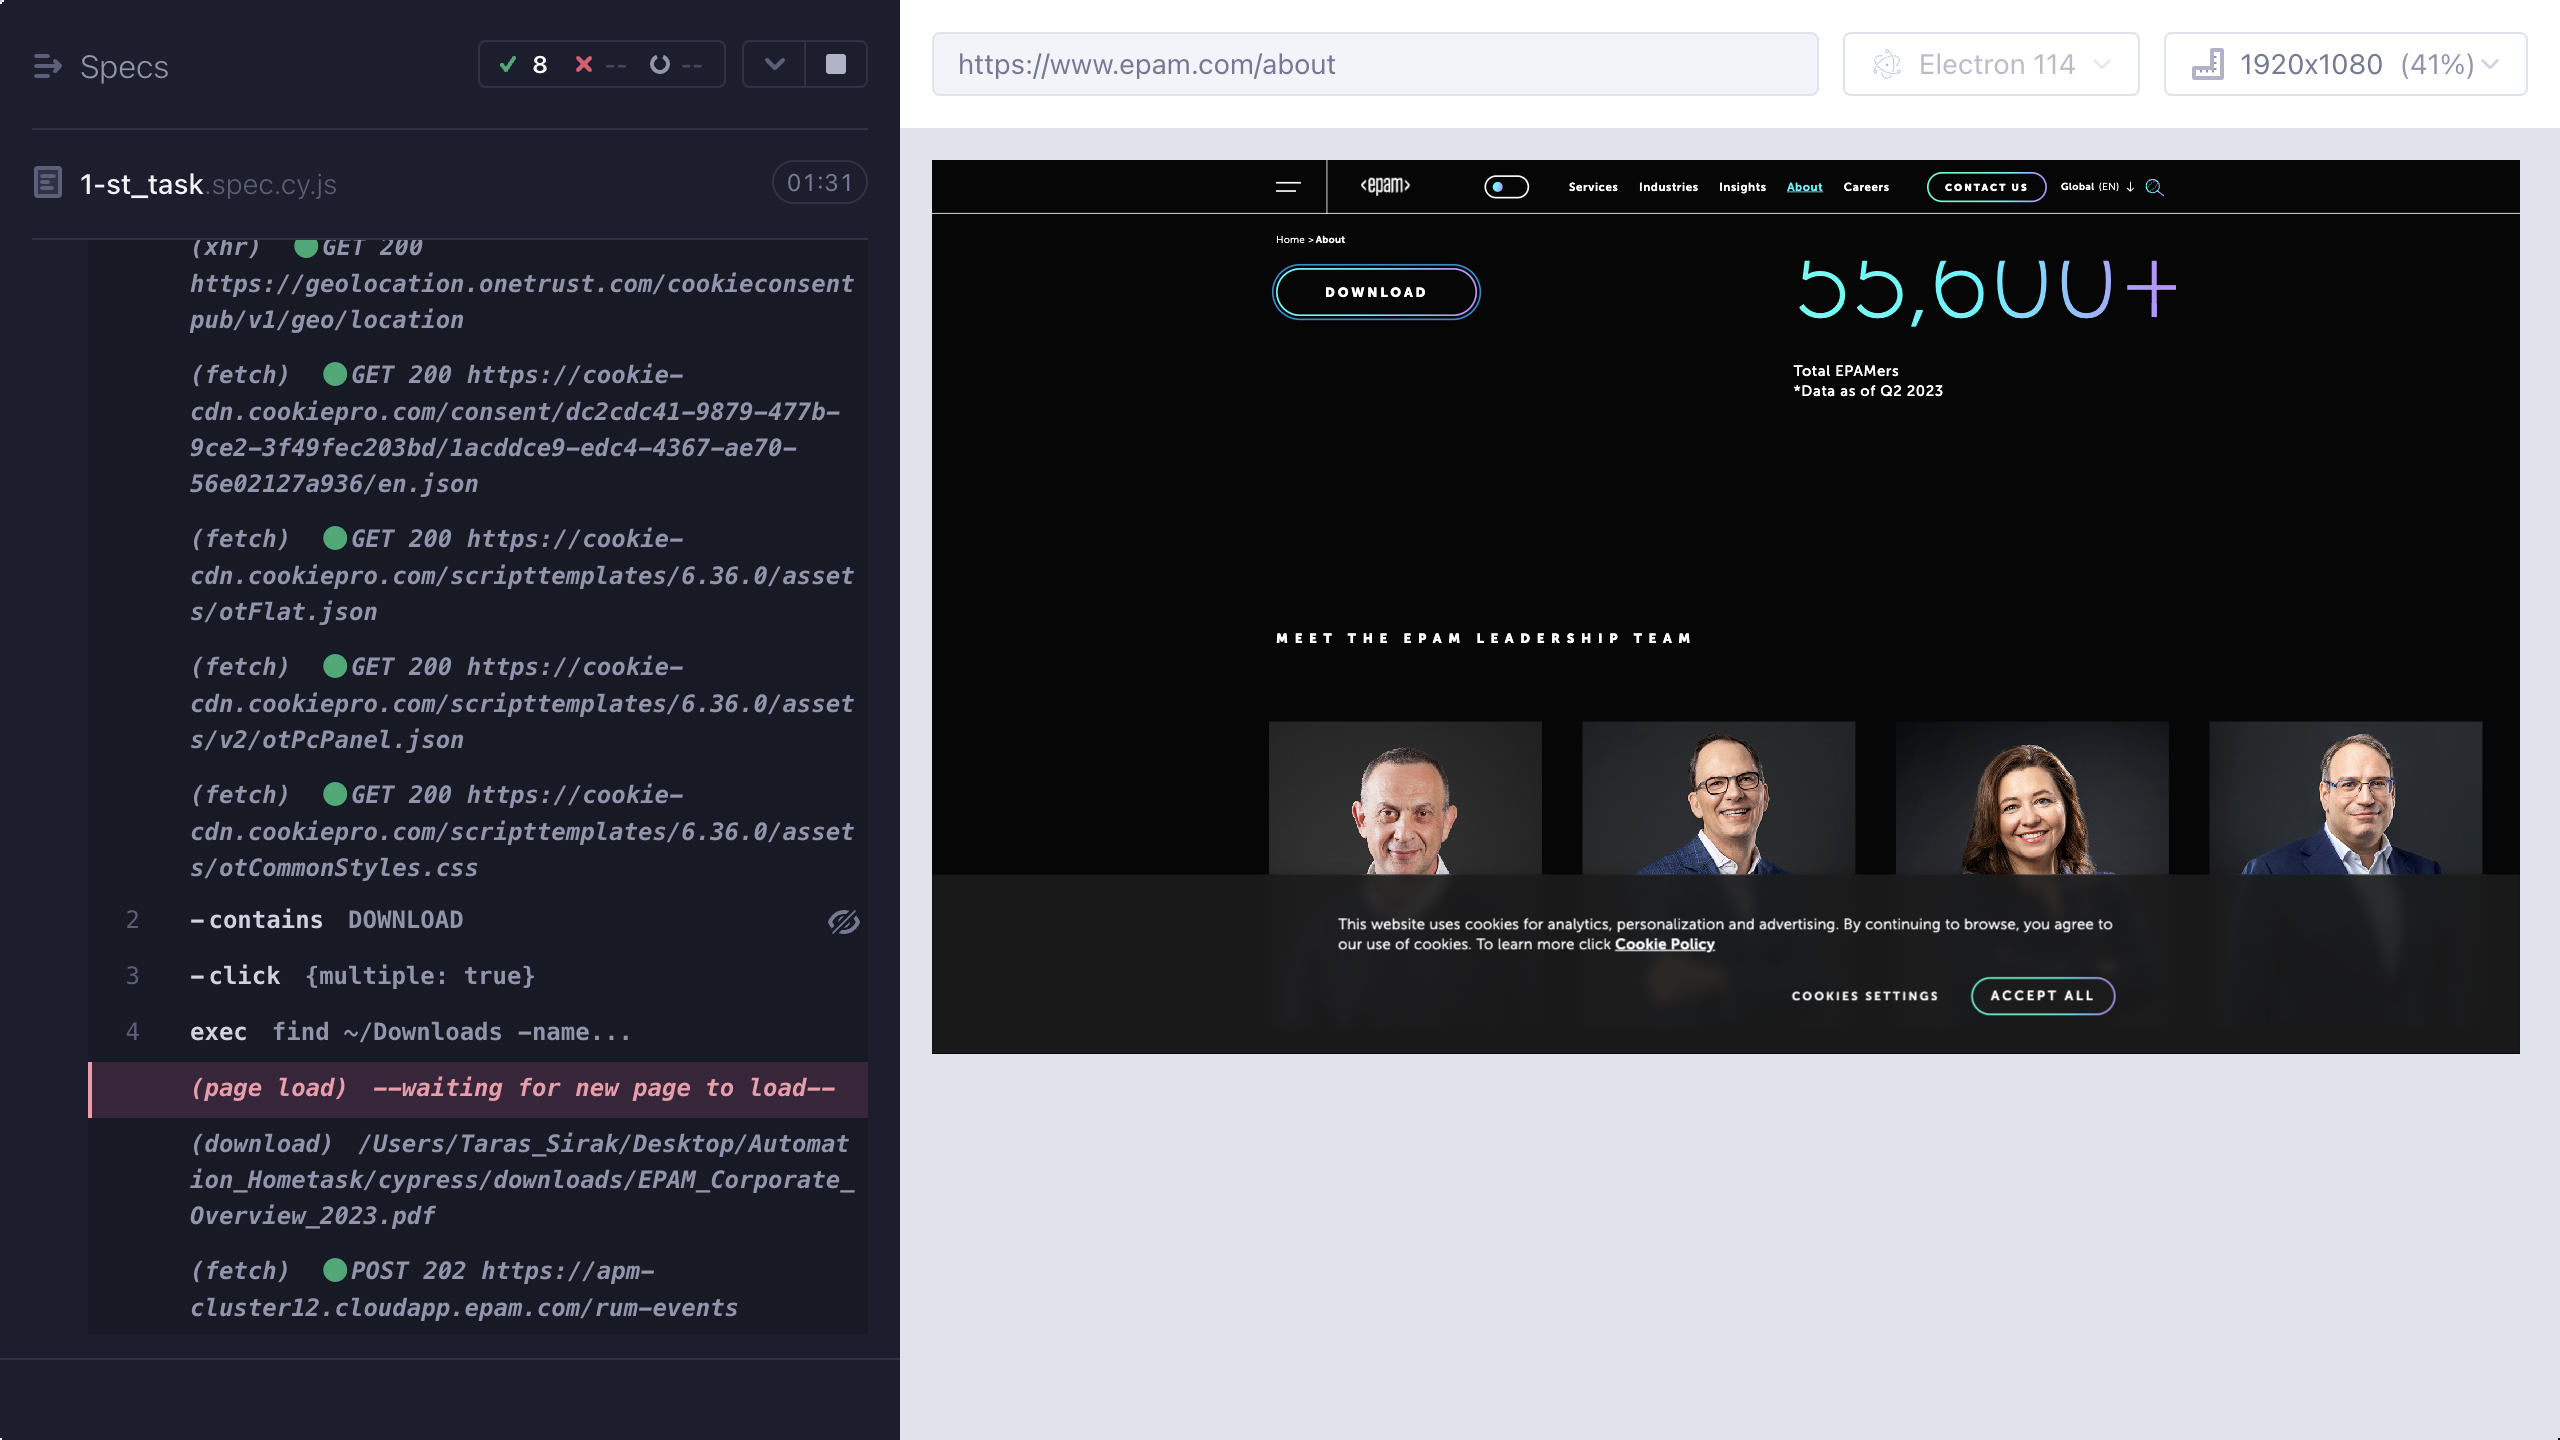 Specs
8 -- --
1-st_task.spec.cy.js 01:31
(xhr) GET 200
https://geolocation.onetrust.com/cookieconsent
pub/v1/geo/location
(fetch) GET 200 https://cookie-
cdn.cookiepro.com/consent/dc2cdc41-9879-477b-
9ce2-3f49fec203bd/1acddce9-edc4-4367-ae70-
56e02127a936/en.json
(fetch) GET 200 https://cookie-
cdn.cookiepro.com/scripttemplates/6.36.0/asset
s/otFlat.json
(fetch) GET 200 https://cookie-
cdn.cookiepro.com/scripttemplates/6.36.0/asset
s/v2/otPcPanel.json
(fetch) GET 200 https://cookie-
cdn.cookiepro.com/scripttemplates/6.36.0/asset
s/otCommonStyles.css
2 -contains DOWNLOAD
3 -click {multiple: true}
4 exec find ~/Downloads -name...
(page load) --waiting for new page to load--
(download) /Users/Taras_Sirak/Desktop/Automat
ion_Hometask/cypress/downloads/EPAM_Corporate_
Overview_2023.pdf
(fetch) POST 202 https://apm-
cluster12.cloudapp.epam.com/rum-events
https://www.epam.com/about
Electron 114
1920x1080 (41%)
<epam> Services Industries Insights About Careers CONTACT US Global (EN)
Home > About
DOWNLOAD
55,600+
Total EPAMers
*Data as of Q2 2023
MEET THE EPAM LEADERSHIP TEAM
This website uses cookies for analytics, personalization and advertising. By continuing to browse, you agree to
our use of cookies. To learn more click Cookie Policy
COOKIES SETTINGS ACCEPT ALL